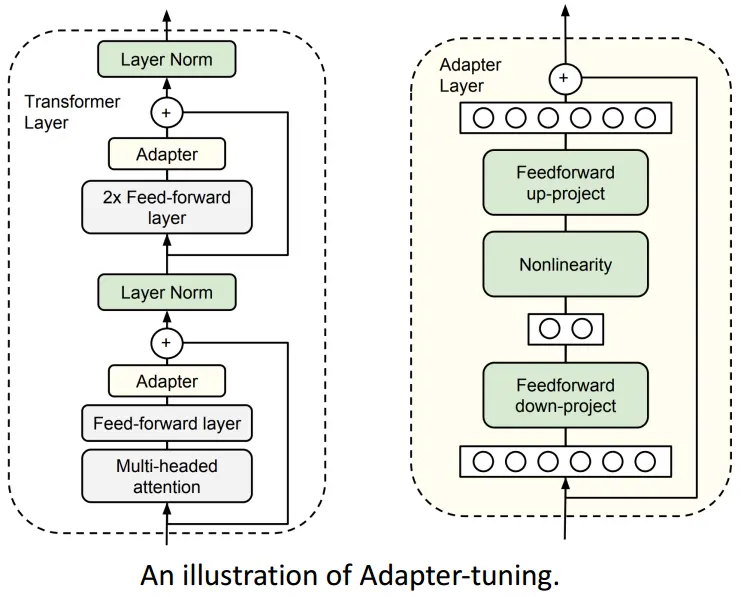 Layer Norm
Transformer
Layer
+
Adapter
2x Feed-forward
layer
Layer Norm
+
Adapter
Feed-forward layer
Multi-headed
attention
Adapter
Layer
+
Feedforward
up-project
Nonlinearity
Feedforward
down-project
An illustration of Adapter-tuning.